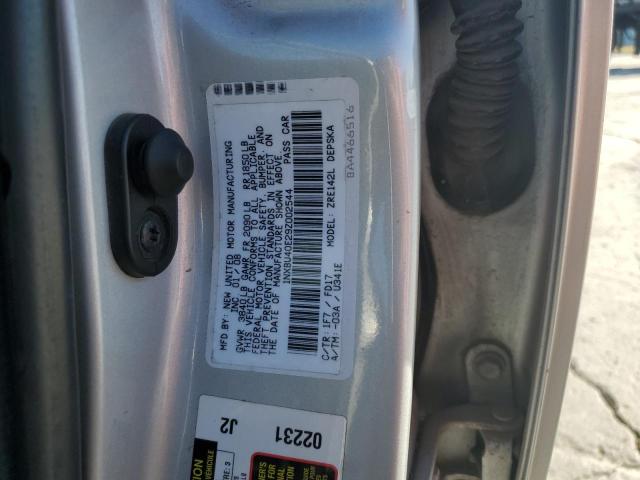 MFD BY: NEW UNITED MOTOR MANUFACTURING
INC 01/08
GVWR 3840 LB GAWR FR 2090 LB RR 1850 LB
THIS VEHICLE CONFORMS TO ALL APPLICABLE
FEDERAL MOTOR VEHICLE SAFETY, BUMPER, AND
THEFT PREVENTION STANDARDS IN EFFECT ON
THE DATE OF MANUFACTURE SHOWN ABOVE.
1NXBU40E29Z002544 PASS CAR
C/TR: 1F7 / FD17 MODEL: ZRE142L DEPSKA
A/TM: -03A / U341E
BA4466516
02231
J2